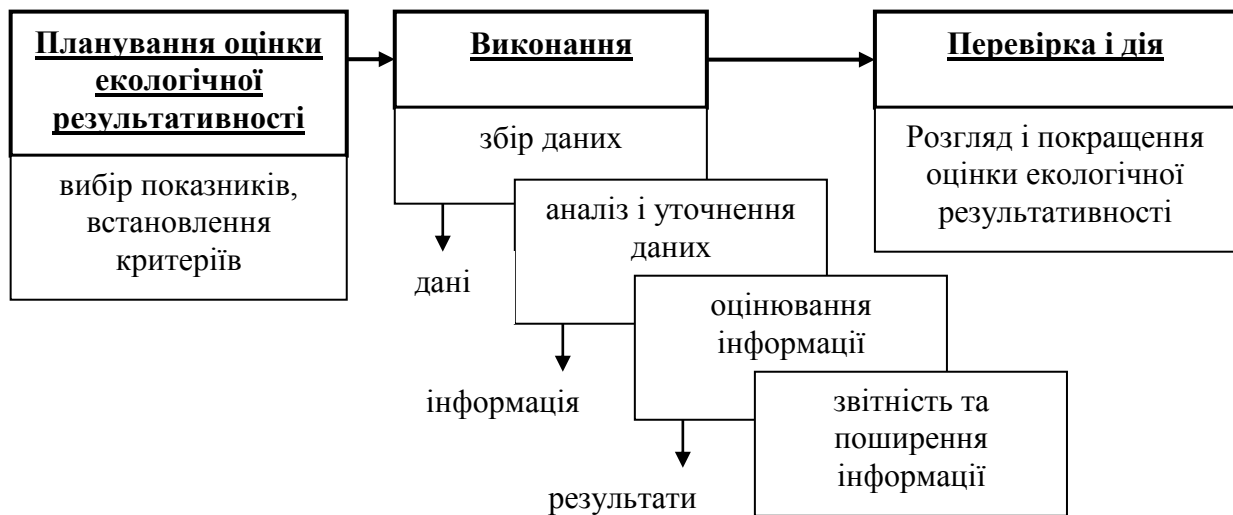 Планування оцінки
екологічної
результативності
вибір показників,
встановлення
критеріїв
Виконання
збір даних
дані
аналіз і уточнення
даних
інформація
оцінювання
інформації
результати
звітність та
поширення
інформації
Перевірка і дія
Розгляд і покращення
оцінки екологічної
результативності